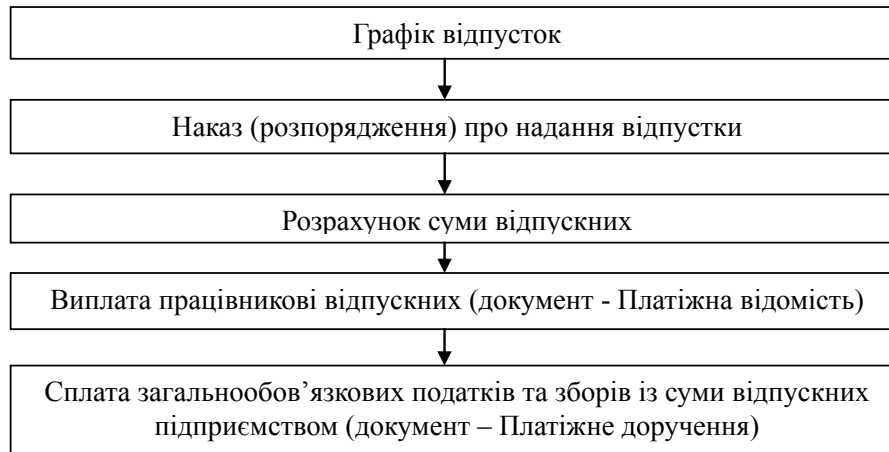 Графік відпусток
Наказ (розпорядження) про надання відпустки
Розрахунок суми відпускних
Виплата працівникові відпускних (документ - Платіжна відомість)
Сплата загальнообов’язкових податків та зборів із суми відпускних
підприємством (документ – Платіжне доручення)